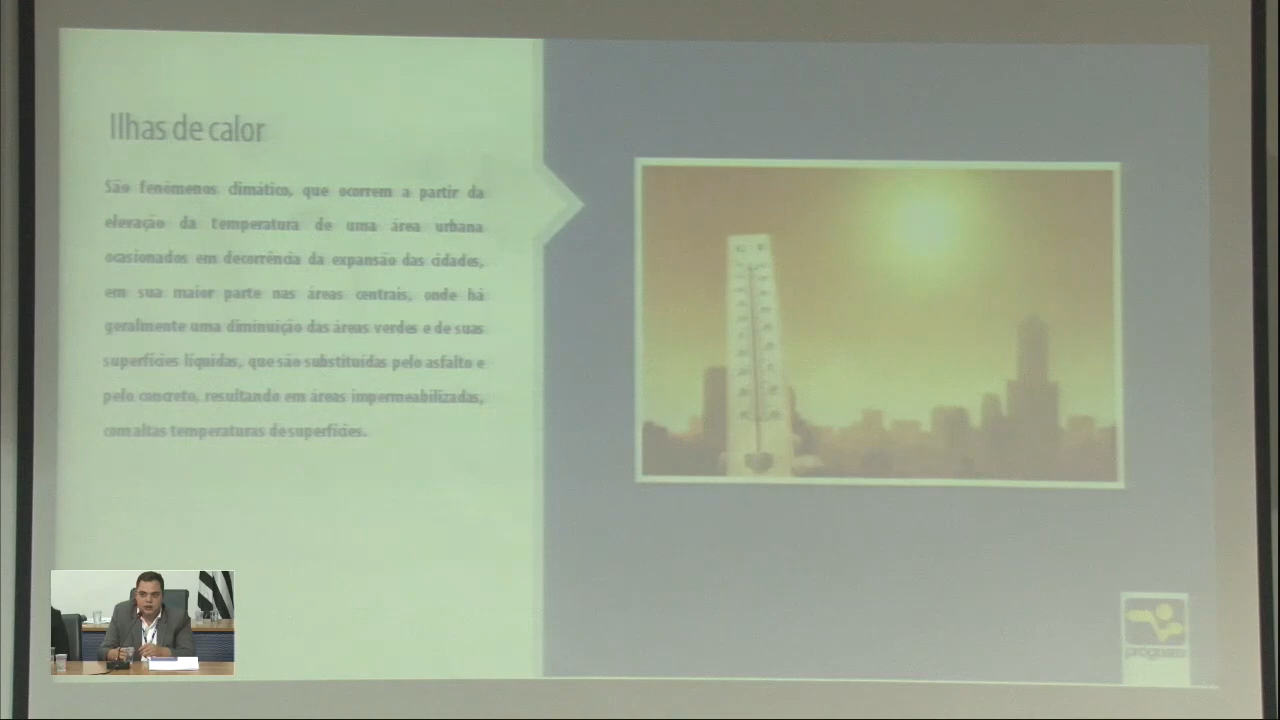 Ilhas de calor
São fenômenos climático, que ocorrem a partir da
elevação da temperatura de uma área urbana
ocasionados em decorrência da expansão das cidades,
em sua maior parte nas áreas centrais, onde há
geralmente uma diminuição das áreas verdes e de suas
superfícies líquidas, que são substituídas pelo asfalto e
pelo concreto, resultando em áreas impermeabilizadas,
com altas temperaturas de superfícies.